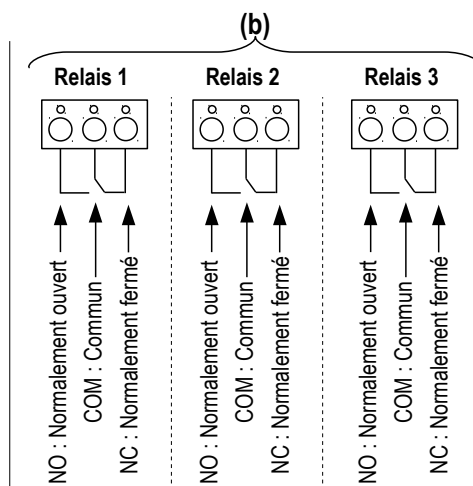 (b)
Relais 1
Relais 2
Relais 3
NO : Normalement ouvert
COM : Commun
NC : Normalement fermé
NO : Normalement ouvert
COM : Commun
NC : Normalement fermé
NO : Normalement ouvert
COM : Commun
NC : Normalement fermé